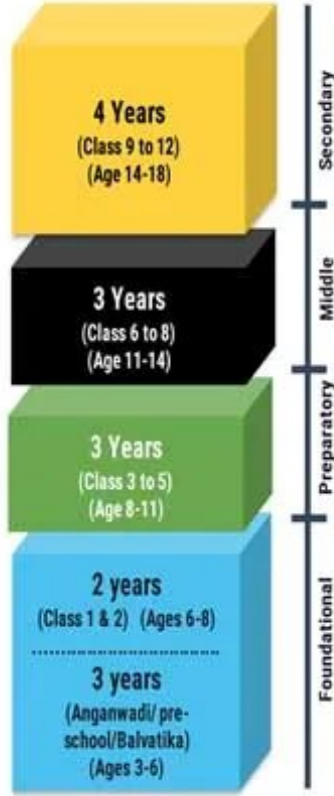 4 Years
(Class 9 to 12)
(Age 14-18)
Secondary
3 Years
(Class 6 to 8)
(Age 11-14)
Middle
3 Years
(Class 3 to 5)
(Age 8-11)
Preparatory
2 years
(Class 1 & 2) (Ages 6-8)
3 years
(Anganwadi/ pre-
school/Balvatika)
(Ages 3-6)
Foundational